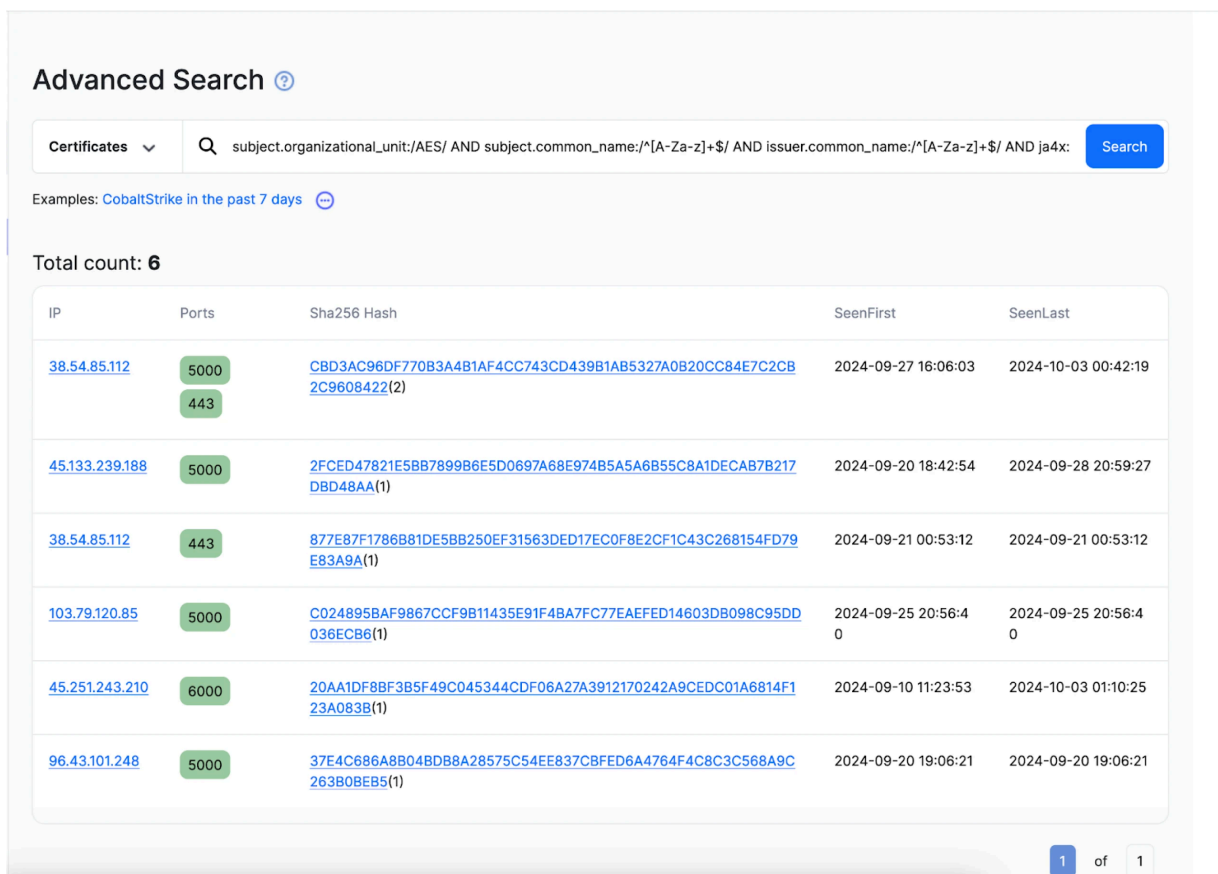 Advanced Search ?
Certificates subject.organizational_unit:/AES/ AND subject.common_name:/^[A-Za-z]+$/ AND issuer.common_name:/^[A-Za-z]+$/ AND ja4x: Search
Examples: CobaltStrike in the past 7 days
Total count: 6
IP Ports Sha256 Hash SeenFirst SeenLast
38.54.85.112 5000 CBD3AC96DF770B3A4B1AF4CC743CD439B1AB5327A0B20CC84E7C2CB 2024-09-27 16:06:03 2024-10-03 00:42:19
443 2C9608422(2)
45.133.239.188 5000 2FCED47821E5BB7899B6E5D0697A68E974B5A5A6B55C8A1DECAB7B217 2024-09-20 18:42:54 2024-09-28 20:59:27
DBD48AA(1)
38.54.85.112 443 877E87F1786B81DE5BB250EF31563DED17EC0F8E2CF1C43C268154FD79 2024-09-21 00:53:12 2024-09-21 00:53:12
E83A9A(1)
103.79.120.85 5000 C024895BAF9867CCF9B11435E91F4BA7FC77EAEFED14603DB098C95DD 2024-09-25 20:56:4 2024-09-25 20:56:4
036ECB6(1) 0 0
45.251.243.210 6000 20AA1DF8BF3B5F49C045344CDF06A27A3912170242A9CEDC01A6814F1 2024-09-10 11:23:53 2024-10-03 01:10:25
23A083B(1)
96.43.101.248 5000 37E4C686A8B04BDB8A28575C54EE837CBFED6A4764F4C8C3C568A9C 2024-09-20 19:06:21 2024-09-20 19:06:21
263B0BEB5(1)
1 of 1